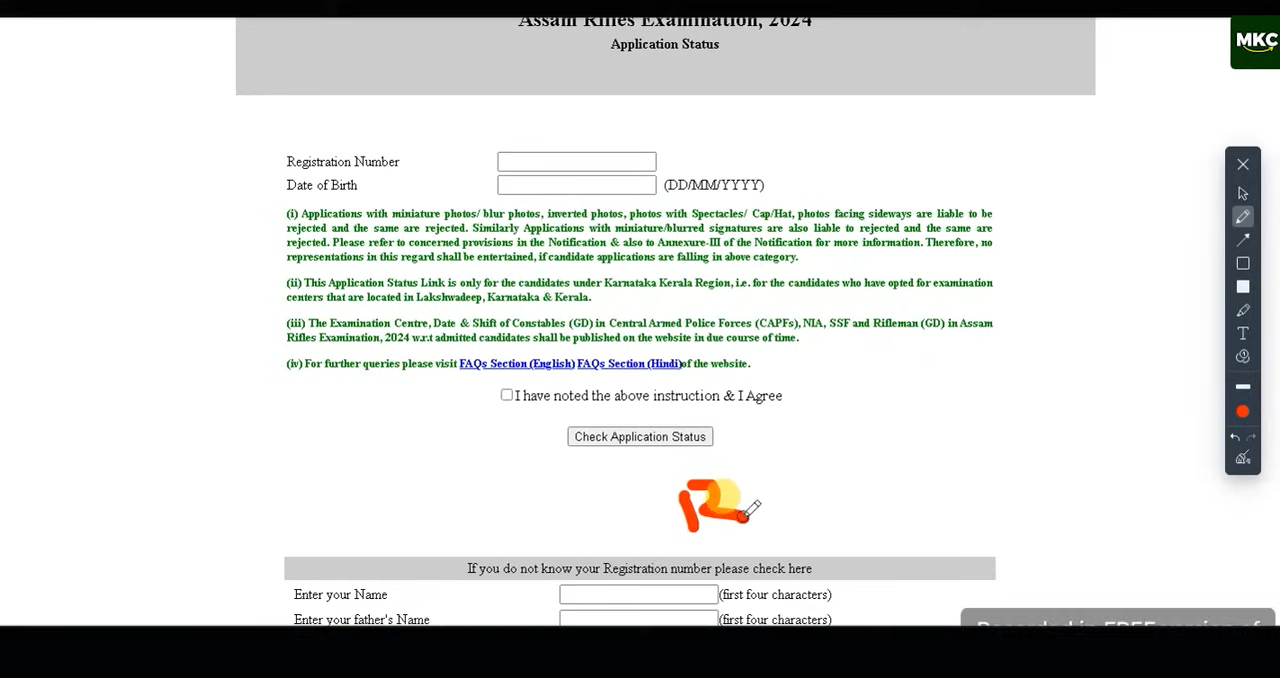 Assam Rifles Examination, 2024
Application Status
MKC
Registration Number
Date of Birth (DD/MM/YYYY)
(i) Applications with miniature photos/ blur photos, inverted photos, photos with Spectacles/ Cap/Hat, photos facing sideways are liable to be
rejected and the same are rejected. Similarly Applications with miniature/blurred signatures are also liable to rejected and the same are
rejected. Please refer to concerned provisions in the Notification & also to Annexure-III of the Notification for more information. Therefore, no
representations in this regard shall be entertained, if candidate applications are falling in above category.
(ii) This Application Status Link is only for the candidates under Karnataka Kerala Region, i.e. for the candidates who have opted for examination
centers that are located in Lakshwadeep, Karnataka & Kerala.
(iii) The Examination Centre, Date & Shift of Constables (GD) in Central Armed Police Forces (CAPFs), NIA, SSF and Rifleman (GD) in Assam
Rifles Examination, 2024 w.r.t admitted candidates shall be published on the website in due course of time.
(iv) For further queries please visit FAQs Section (English) FAQs Section (Hindi)of the website.
I have noted the above instruction & I Agree
Check Application Status
If you do not know your Registration number please check here
Enter your Name (first four characters)
Enter your father's Name (first four characters)